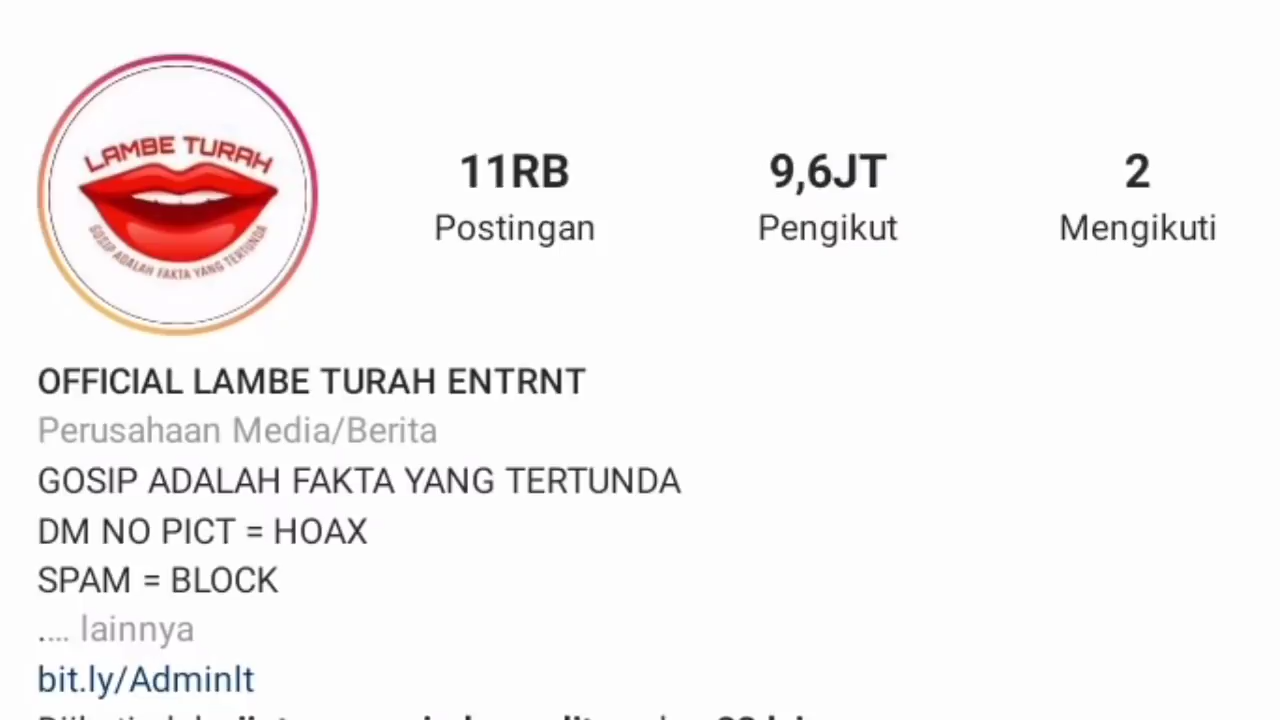 LAMBE TURAH
GOSIP ADALAH FAKTA YANG TERTUNDA
11RB
Postingan
9,6JT
Pengikut
2
Mengikuti
OFFICIAL LAMBE TURAH ENTRNT
Perusahaan Media/Berita
GOSIP ADALAH FAKTA YANG TERTUNDA
DM NO PICT = HOAX
SPAM = BLOCK
.... lainnya
bit.ly/Adminlt